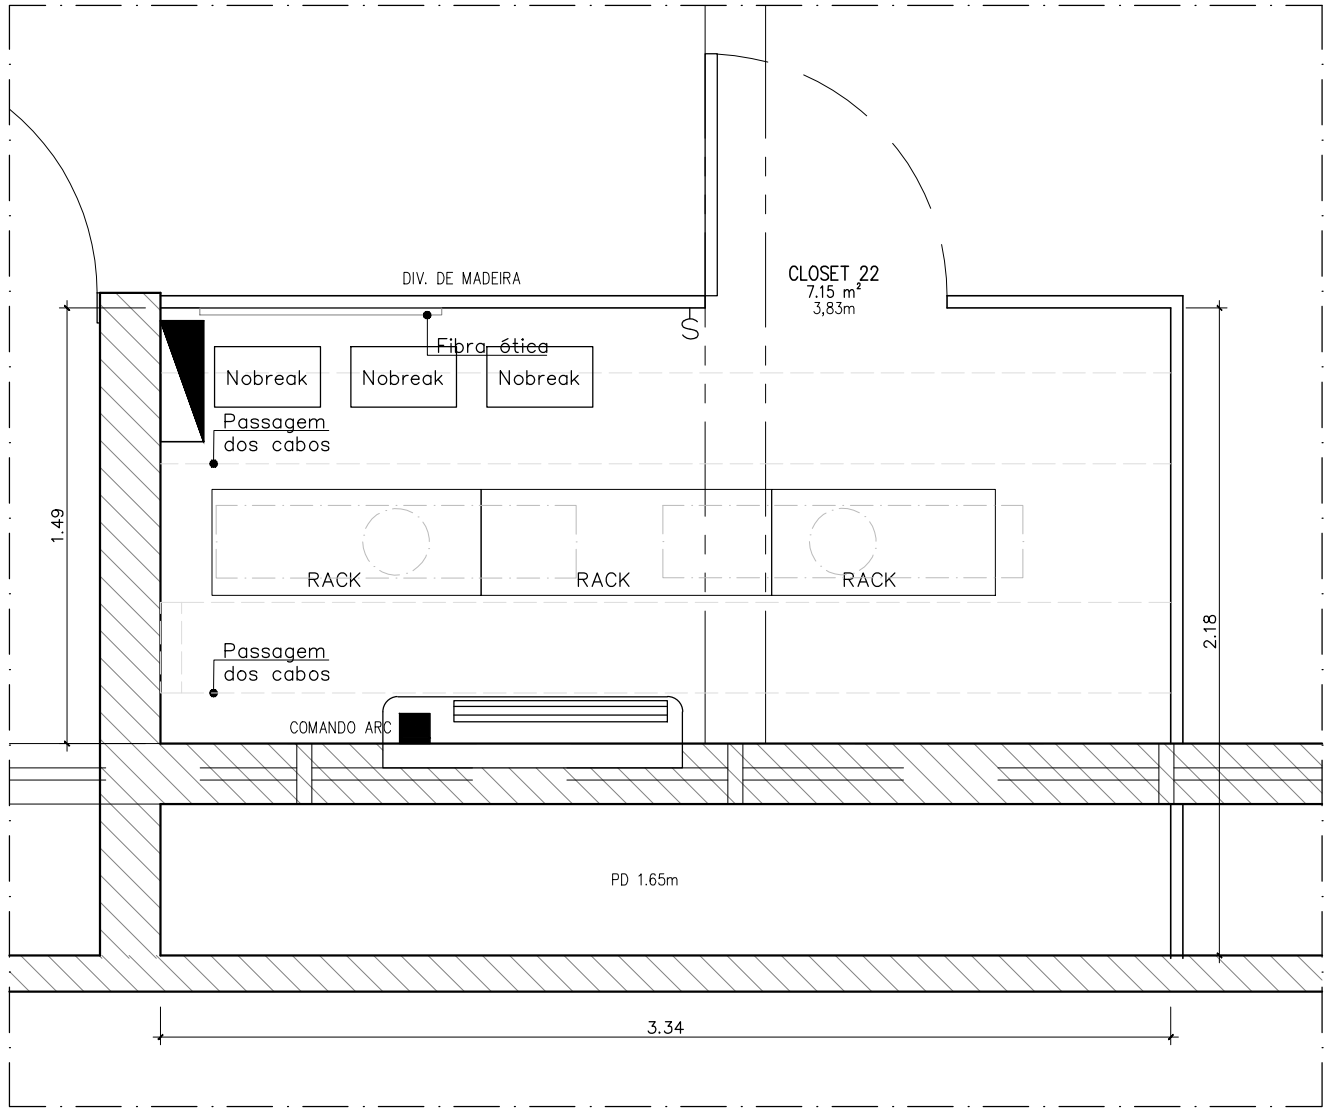 DIV. DE MADEIRA
CLOSET 22
7.15 m²
3,83m
S
Fibra ótica
Nobreak
Nobreak
Nobreak
Passagem
dos cabos
1.49
RACK
RACK
RACK
2.18
Passagem
dos cabos
COMANDO ARC
PD 1.65m
3.34